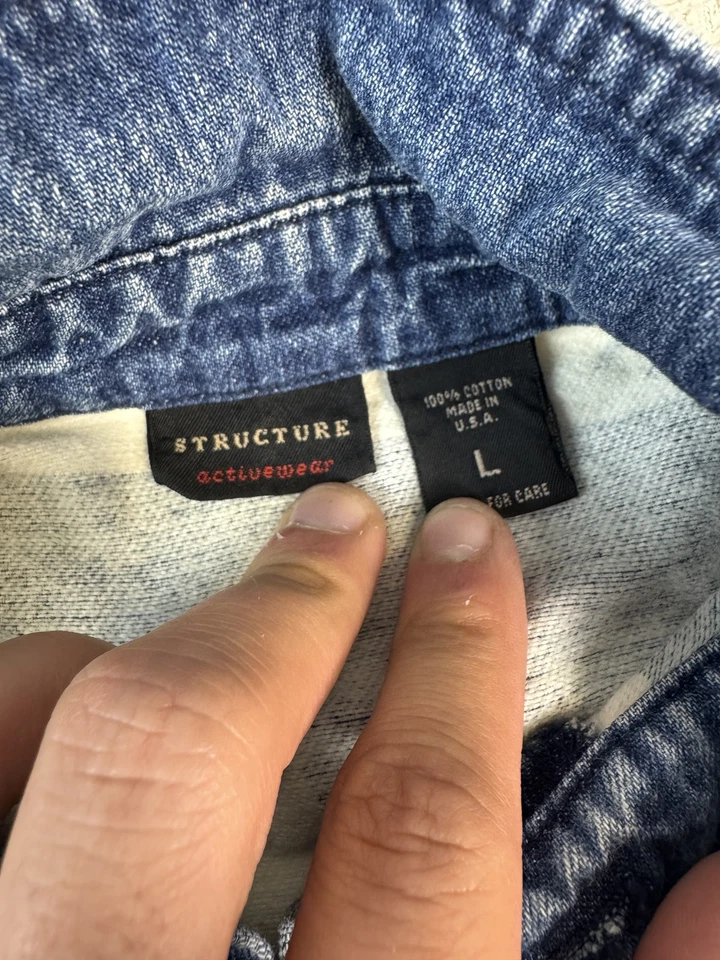 STRUCTURE
activewear
100% COTTON
MADE IN
U.S.A.
L
FOR CARE